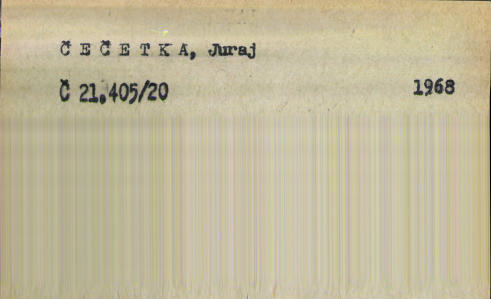 Č E Č E T K A, Juraj
Č 21.405/20 1968